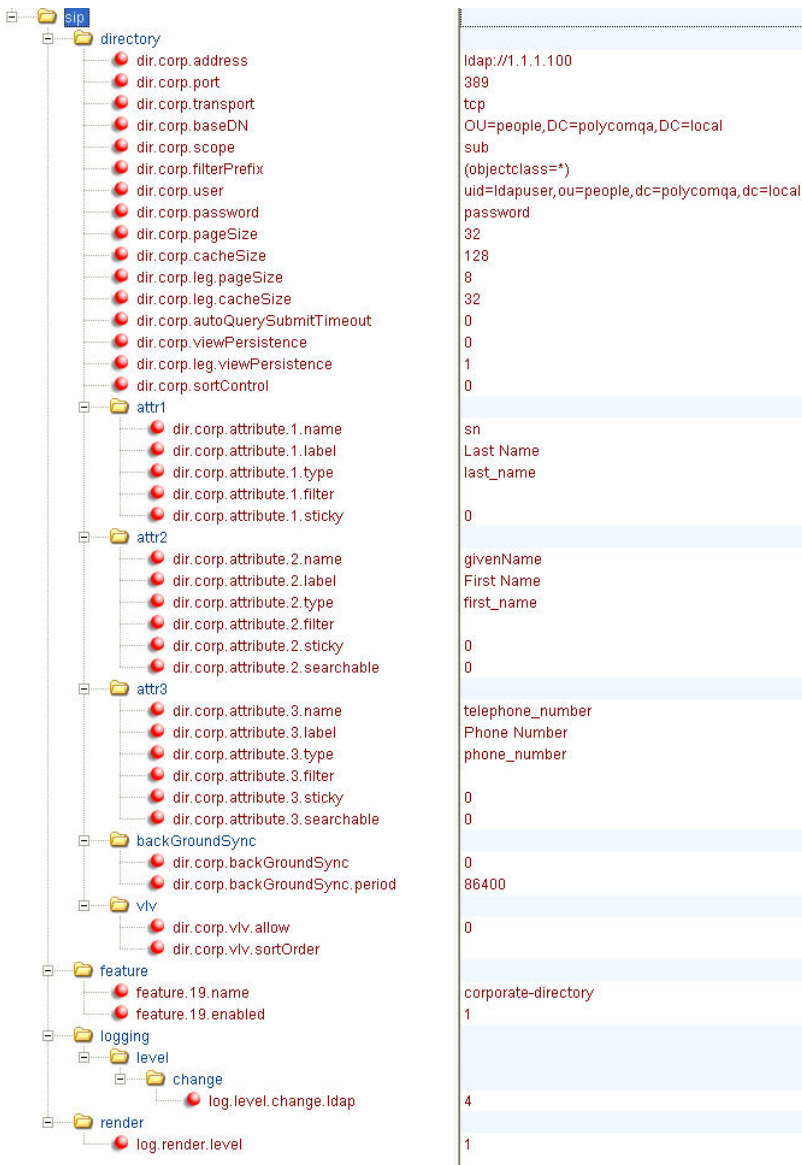 sip
directory
dir.corp.address ldap://1.1.1.100
dir.corp.port 389
dir.corp.transport tcp
dir.corp.baseDN OU=people,DC=polycomqa,DC=local
dir.corp.scope sub
dir.corp.filterPrefix (objectclass=*)
dir.corp.user uid=ldapuser,ou=people,dc=polycomqa,dc=local
dir.corp.password password
dir.corp.pageSize 32
dir.corp.cacheSize 128
dir.corp.leg.pageSize 8
dir.corp.leg.cacheSize 32
dir.corp.autoQuerySubmitTimeout 0
dir.corp.viewPersistence 0
dir.corp.leg.viewPersistence 1
dir.corp.sortControl 0
attr1
dir.corp.attribute.1.name sn
dir.corp.attribute.1.label Last Name
dir.corp.attribute.1.type last_name
dir.corp.attribute.1.filter
dir.corp.attribute.1.sticky 0
attr2
dir.corp.attribute.2.name givenName
dir.corp.attribute.2.label First Name
dir.corp.attribute.2.type first_name
dir.corp.attribute.2.filter
dir.corp.attribute.2.sticky 0
dir.corp.attribute.2.searchable 0
attr3
dir.corp.attribute.3.name telephone_number
dir.corp.attribute.3.label Phone Number
dir.corp.attribute.3.type phone_number
dir.corp.attribute.3.filter
dir.corp.attribute.3.sticky 0
dir.corp.attribute.3.searchable 0
backGroundSync
dir.corp.backGroundSync 0
dir.corp.backGroundSync.period 86400
vlv
dir.corp.vlv.allow 0
dir.corp.vlv.sortOrder
feature
feature.19.name corporate-directory
feature.19.enabled 1
logging
level
change
log.level.change.ldap 4
render
log.render.level 1